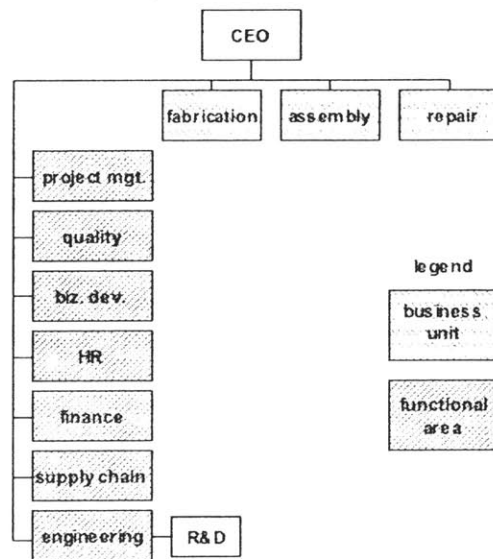 CEO
fabrication
assembly
repair
project mgt.
quality
biz. dev.
HR
finance
supply chain
engineering
R&D
legend
business
unit
functional
area